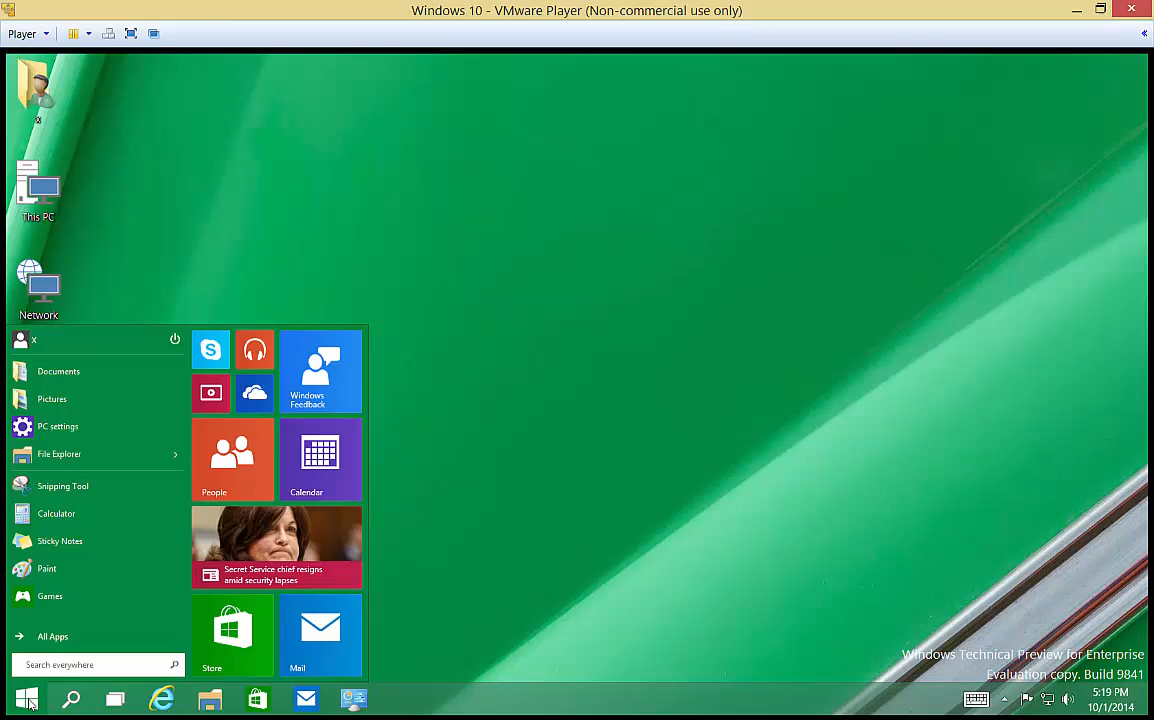 Windows 10 - VMware Player (Non-commercial use only)
Player
x
This PC
Network
x
Documents
Pictures
PC settings
File Explorer
Snipping Tool
Calculator
Sticky Notes
Paint
Games
All Apps
Search everywhere
Windows
Feedback
People
Calendar
Secret Service chief resigns
amid security lapses
Store
Mail
Windows Technical Preview for Enterprise
Evaluation copy. Build 9841
5:19 PM
10/1/2014